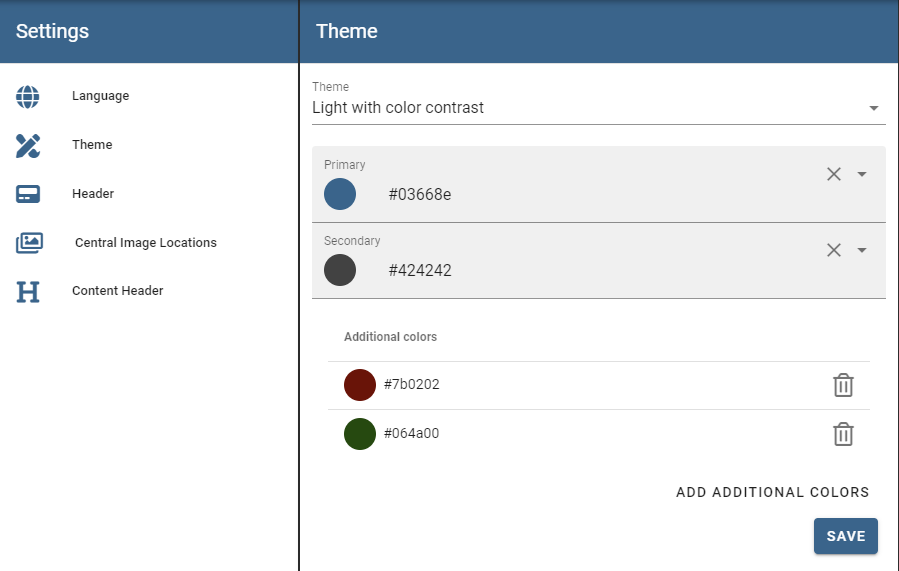 Settings
Theme
Language
Theme
Header
Central Image Locations
Content Header
Theme
Light with color contrast
Primary
#03668e
Secondary
#424242
Additional colors
#7b0202
#064a00
ADD ADDITIONAL COLORS
SAVE